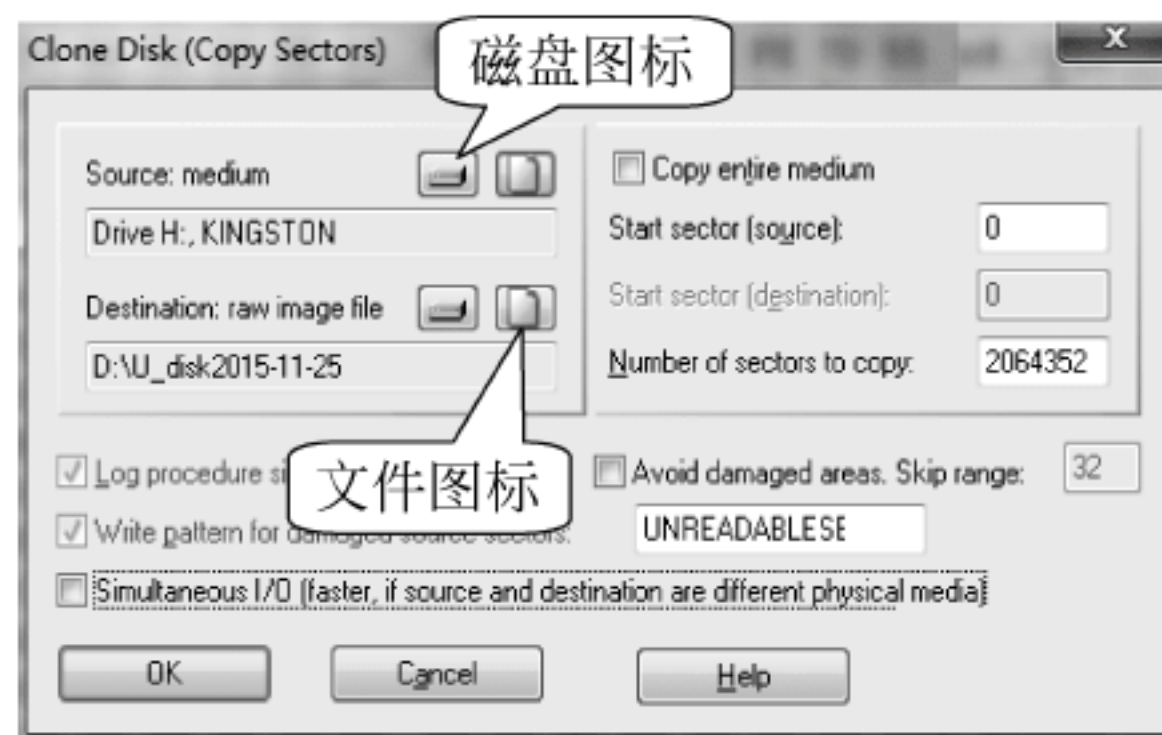 Clone Disk (Copy Sectors)
磁盘图标
Source: medium
Drive H:, KINGSTON
Destination: raw image file
D:\U_disk2015-11-25
Copy entire medium
Start sector (source):
0
Start sector (destination):
0
Number of sectors to copy:
2064352
文件图标
Log procedure
Avoid damaged areas. Skip range:
32
Write pattern for damaged source sectors:
UNREADABLESE
Simultaneous I/O (faster, if source and destination are different physical media)
OK
Cancel
Help